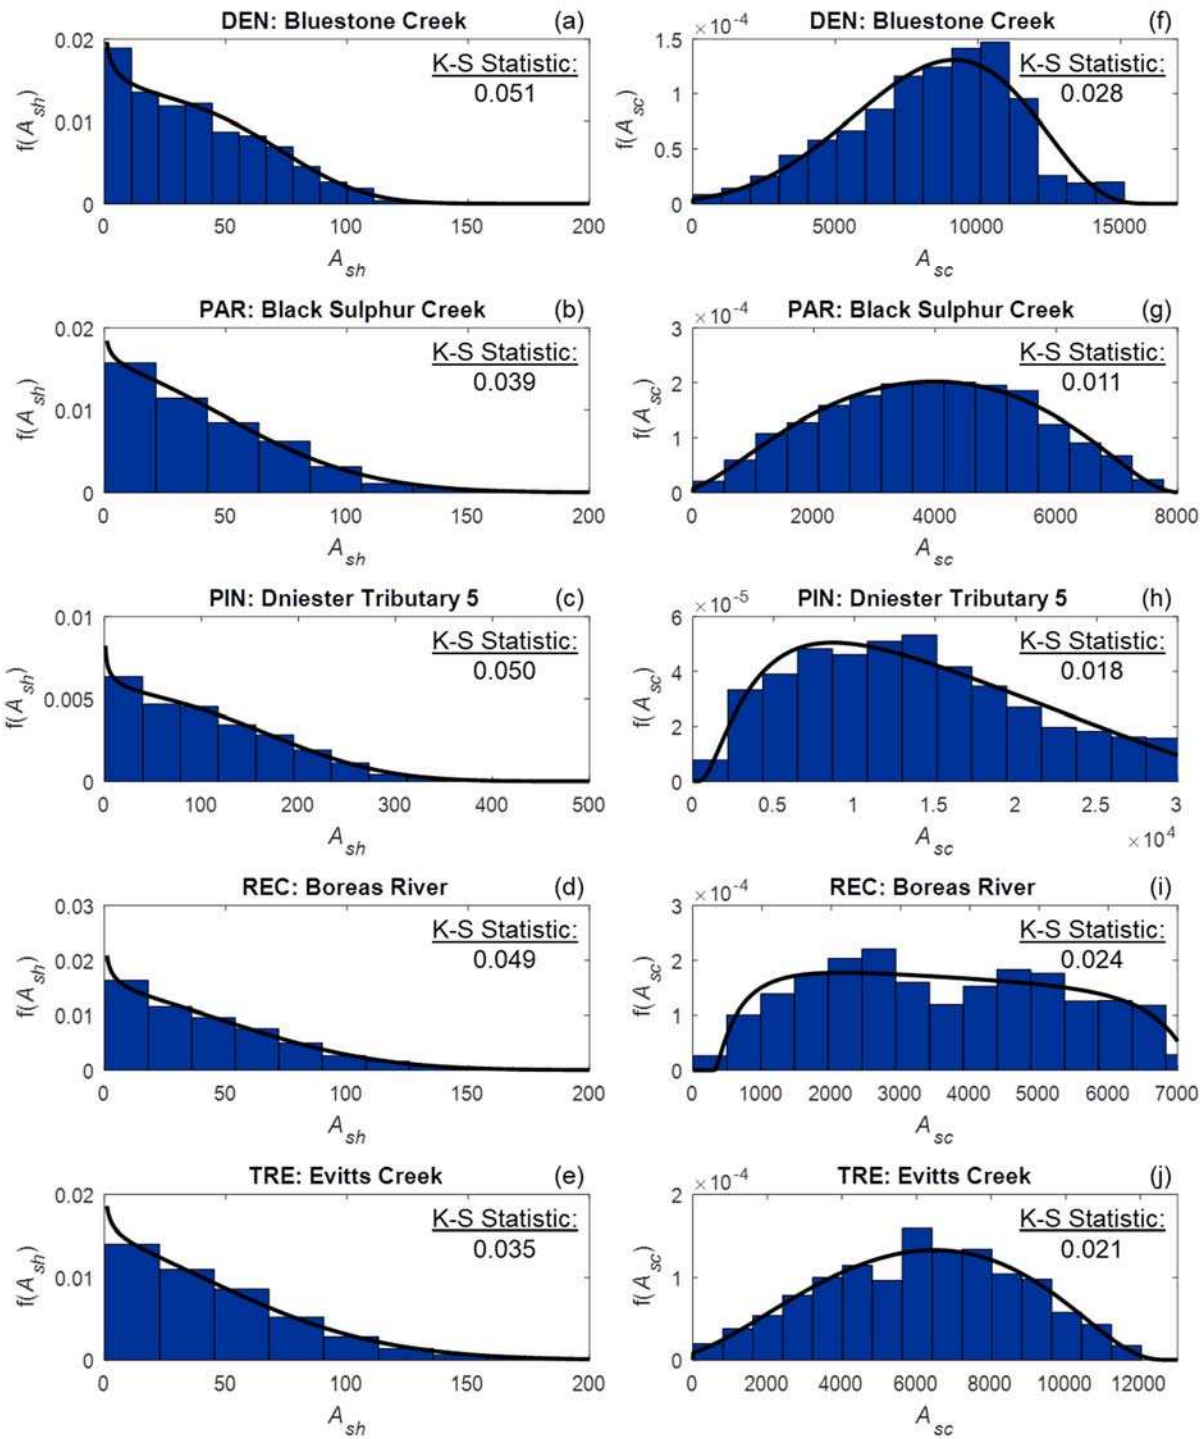 DEN: Bluestone Creek (a)
K-S Statistic:
0.051
0.02
0.01
0
f(A_sh)
0 50 100 150 200
A_sh
DEN: Bluestone Creek (f)
×10^-4
K-S Statistic:
0.028
1.5
1
0.5
0
f(A_sc)
0 5000 10000 15000
A_sc
PAR: Black Sulphur Creek (b)
K-S Statistic:
0.039
0.02
0.01
0
f(A_sh)
0 50 100 150 200
A_sh
PAR: Black Sulphur Creek (g)
×10^-4
K-S Statistic:
0.011
3
2
1
0
f(A_sc)
0 2000 4000 6000 8000
A_sc
PIN: Dniester Tributary 5 (c)
K-S Statistic:
0.050
0.01
0.005
0
f(A_sh)
0 100 200 300 400 500
A_sh
PIN: Dniester Tributary 5 (h)
×10^-5
K-S Statistic:
0.018
6
4
2
0
f(A_sc)
0 0.5 1 1.5 2 2.5 3
A_sc ×10^4
REC: Boreas River (d)
K-S Statistic:
0.049
0.03
0.02
0.01
0
f(A_sh)
0 50 100 150 200
A_sh
REC: Boreas River (i)
×10^-4
K-S Statistic:
0.024
3
2
1
0
f(A_sc)
0 1000 2000 3000 4000 5000 6000 7000
A_sc
TRE: Evitts Creek (e)
K-S Statistic:
0.035
0.02
0.01
0
f(A_sh)
0 50 100 150 200
A_sh
TRE: Evitts Creek (j)
×10^-4
K-S Statistic:
0.021
2
1
0
f(A_sc)
0 2000 4000 6000 8000 10000 12000
A_sc